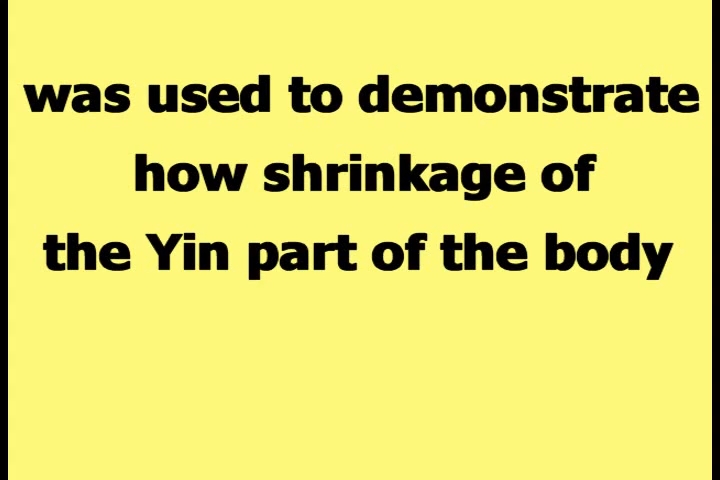 was used to demonstrate
how shrinkage of
the Yin part of the body